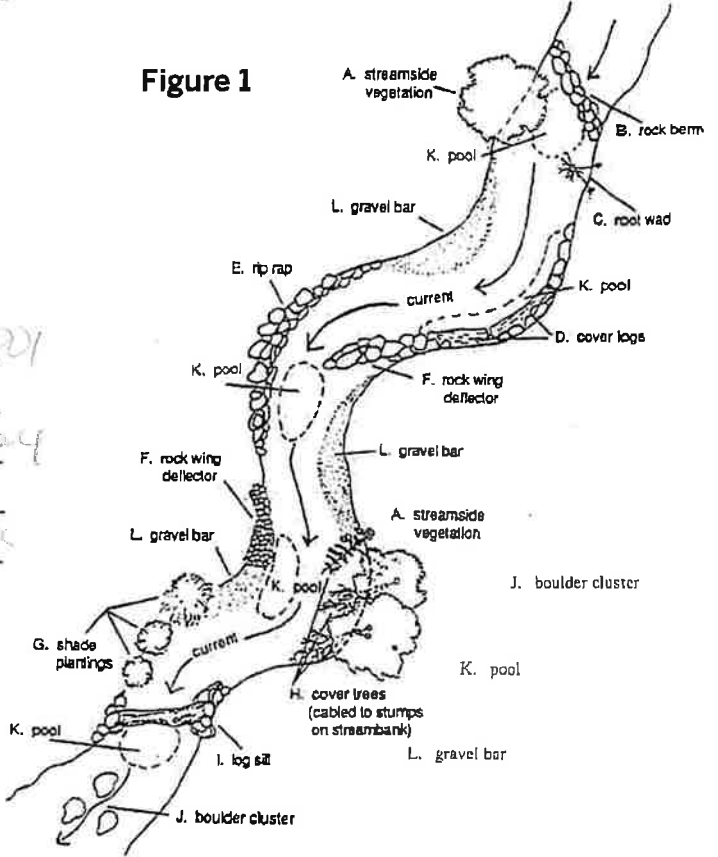 Figure 1
A. streamside
vegetation
B. rock berm
K. pool
C. root wad
L. gravel bar
E. rip rap
K. pool
current
D. cover logs
K. pool
F. rock wing
deflector
L. gravel bar
F. rock wing
deflector
A. streamside
vegetation
L. gravel bar
J. boulder cluster
K. pool
G. shade
plantings
current
K. pool
H. cover trees
(cabled to stumps
on streambank)
K. pool
L. gravel bar
I. log sill
J. boulder cluster